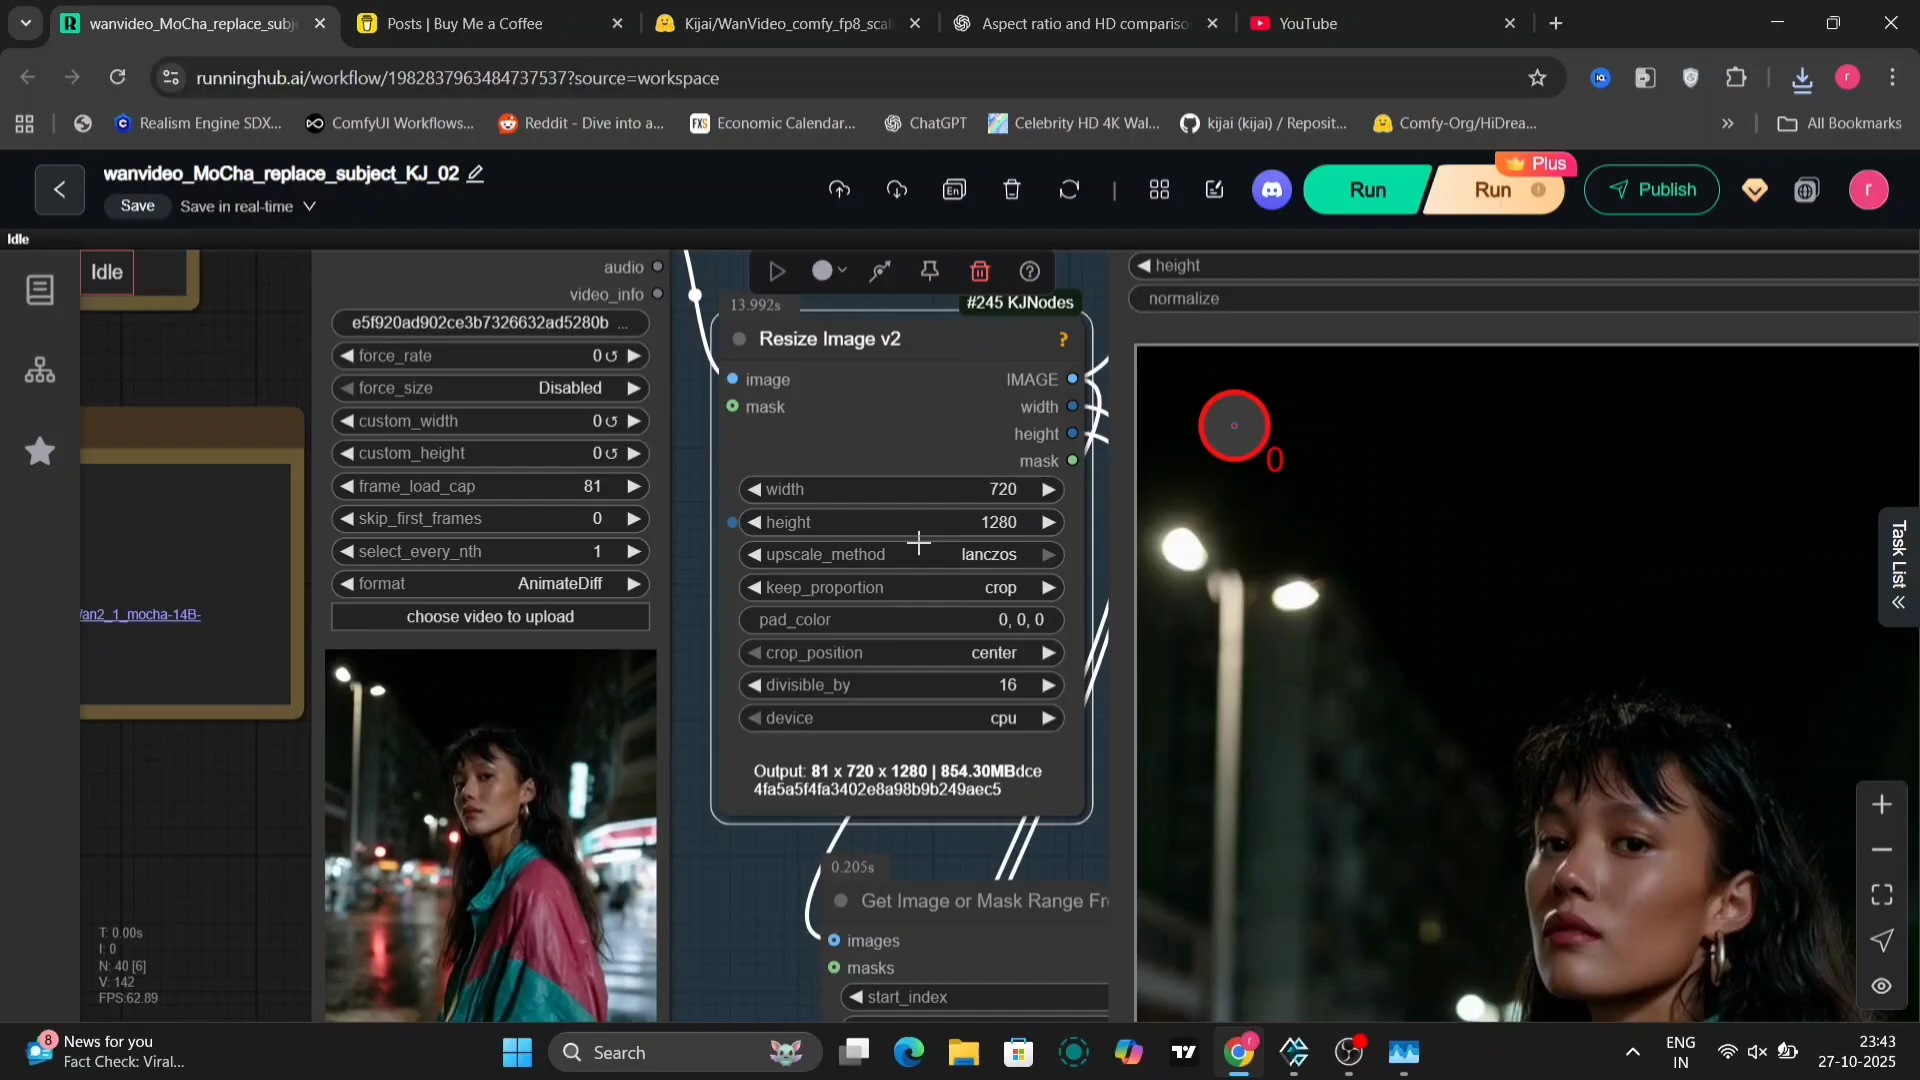 wanvideo_MoCha_replace_subj
Posts | Buy Me a Coffee
Kijai/WanVideo_comfy_fp8_scal
Aspect ratio and HD compariso
YouTube
runninghub.ai/workflow/1982837963484737537?source=workspace
Realism Engine SDX...
ComfyUI Workflows...
Reddit - Dive into a...
FXS
Economic Calendar...
ChatGPT
Celebrity HD 4K Wal...
kijai (kijai) / Reposit...
Comfy-Org/HiDrea...
All Bookmarks
wanvideo_MoCha_replace_subject_KJ_02
Save
Save in real-time
En
Run
Run
Plus
Publish
r
Idle
Idle
audio
video_info
e5f920ad902ce3b7326632ad5280b ...
force_rate 0
force_size Disabled
custom_width 0
custom_height 0
frame_load_cap 81
skip_first_frames 0
select_every_nth 1
format AnimateDiff
choose video to upload
/an2_1_mocha-14B-
T: 0.00s
I: 0
N: 40 [6]
V: 142
FPS:62.89
13.992s
#245 KJNodes
Resize Image v2
?
image
IMAGE
mask
width
height
mask
width 720
height 1280
upscale_method lanczos
keep_proportion crop
pad_color 0, 0, 0
crop_position center
divisible_by 16
device cpu
Output: 81 x 720 x 1280 | 854.30MBdce
4fa5a5f4fa3402e8a98b9b249aec5
0.205s
Get Image or Mask Range Fr
images
masks
start_index
height
normalize
0
Task List
8
News for you
Fact Check: Viral...
Search
ENG
IN
23:43
27-10-2025